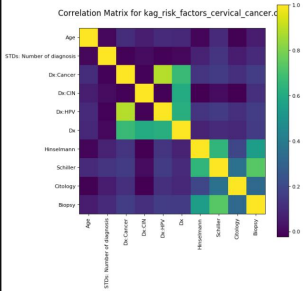 Correlation Matrix for kag_risk_factors_cervical_cancer.c
1.0
Age
STDs: Number of diagnosis
0.8
Dx:Cancer
Dx:CIN
0.6
Dx:HPV
Dx
0.4
Hinselmann
Schiller
0.2
Citology
Biopsy
0.0
Age
STDs: Number of diagnosis
Dx:Cancer
Dx:CIN
Dx:HPV
Dx
Hinselmann
Schiller
Citology
Biopsy